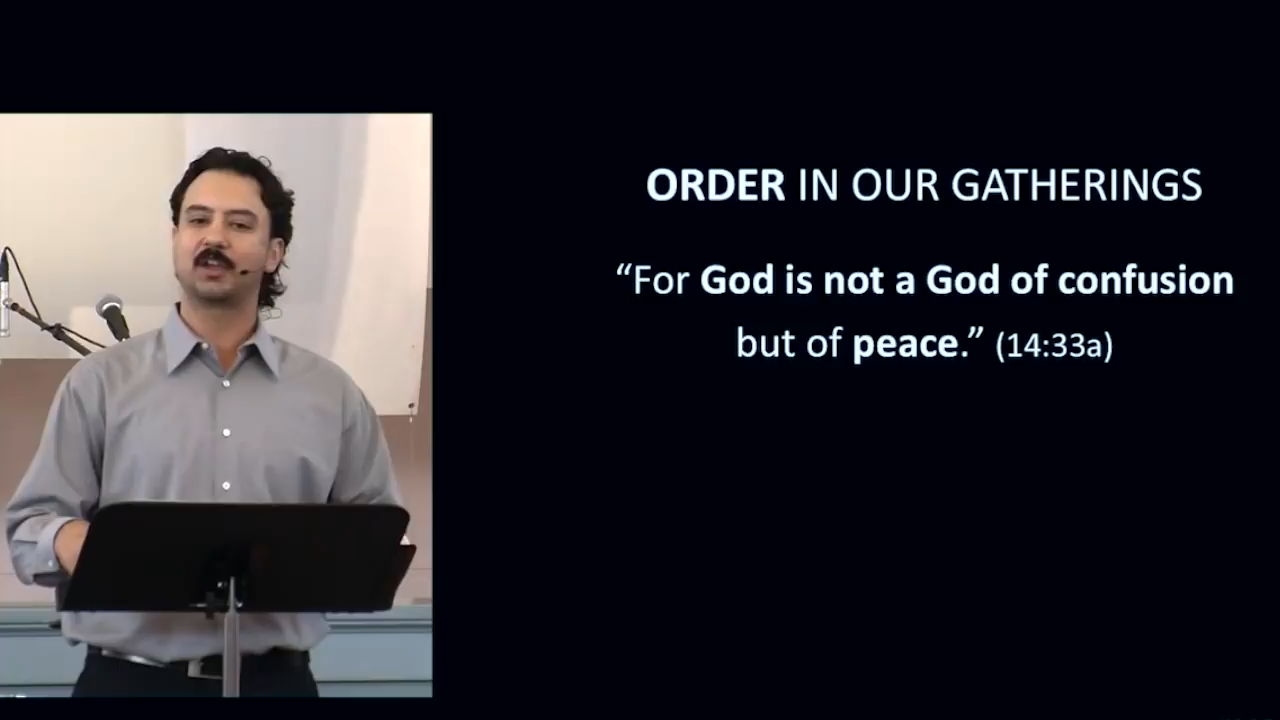 ORDER IN OUR GATHERINGS
“For God is not a God of confusion
but of peace.” (14:33a)